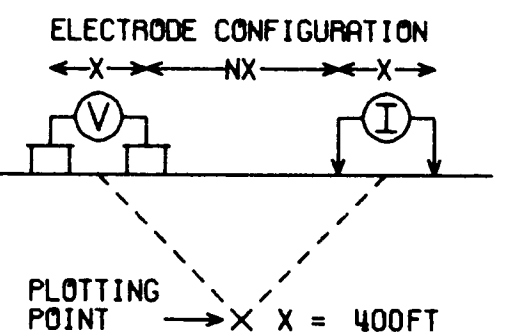 ELECTRODE CONFIGURATION
X NX X
V I
PLOTTING
POINT X X = 400FT